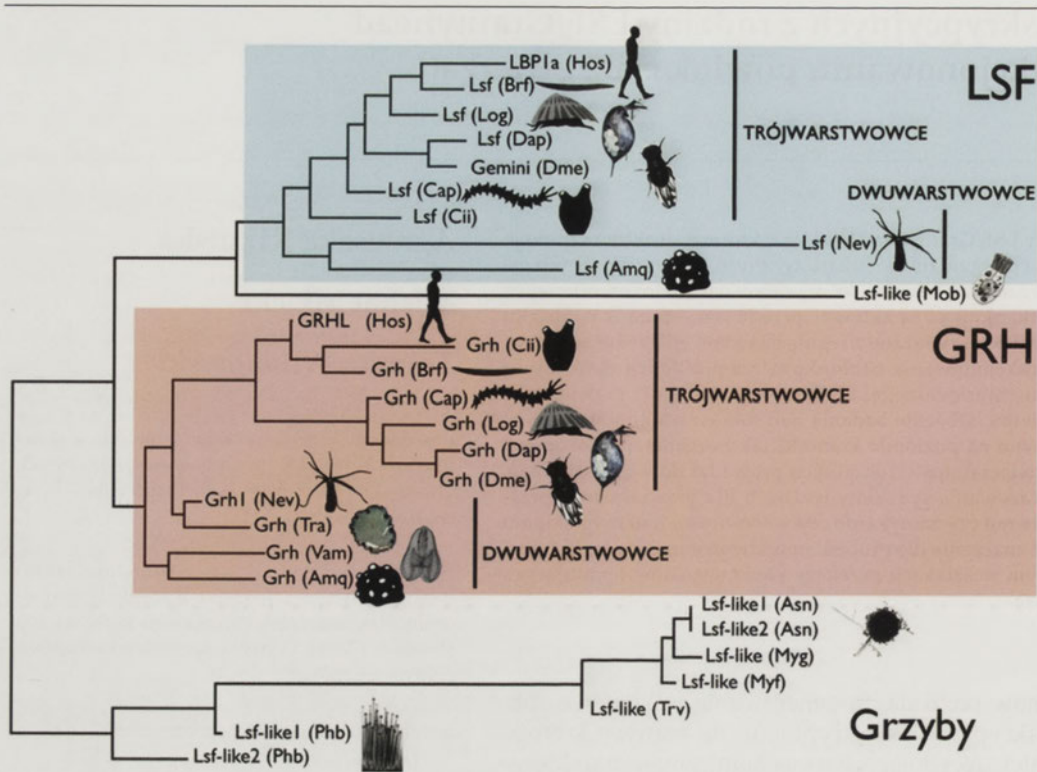 LSF
LBP1a (Hos)
Lsf (Brf)
Lsf (Log)
Lsf (Dap)
Gemini (Dme)
Lsf (Cap)
Lsf (Cii)
TRÓJWARSTWOWCE
DWUWARSTWOWCE
Lsf (Nev)
Lsf (Amq)
Lsf-like (Mob)
GRH
GRHL (Hos)
Grh (Cii)
Grh (Brf)
Grh (Cap)
Grh (Log)
Grh (Dap)
Grh (Dme)
TRÓJWARSTWOWCE
Grh1 (Nev)
Grh (Tra)
Grh (Vam)
Grh (Amq)
DWUWARSTWOWCE
Lsf-like1 (Asn)
Lsf-like2 (Asn)
Lsf-like (Myg)
Lsf-like (Myf)
Lsf-like (Trv)
Lsf-like1 (Phb)
Lsf-like2 (Phb)
Grzyby